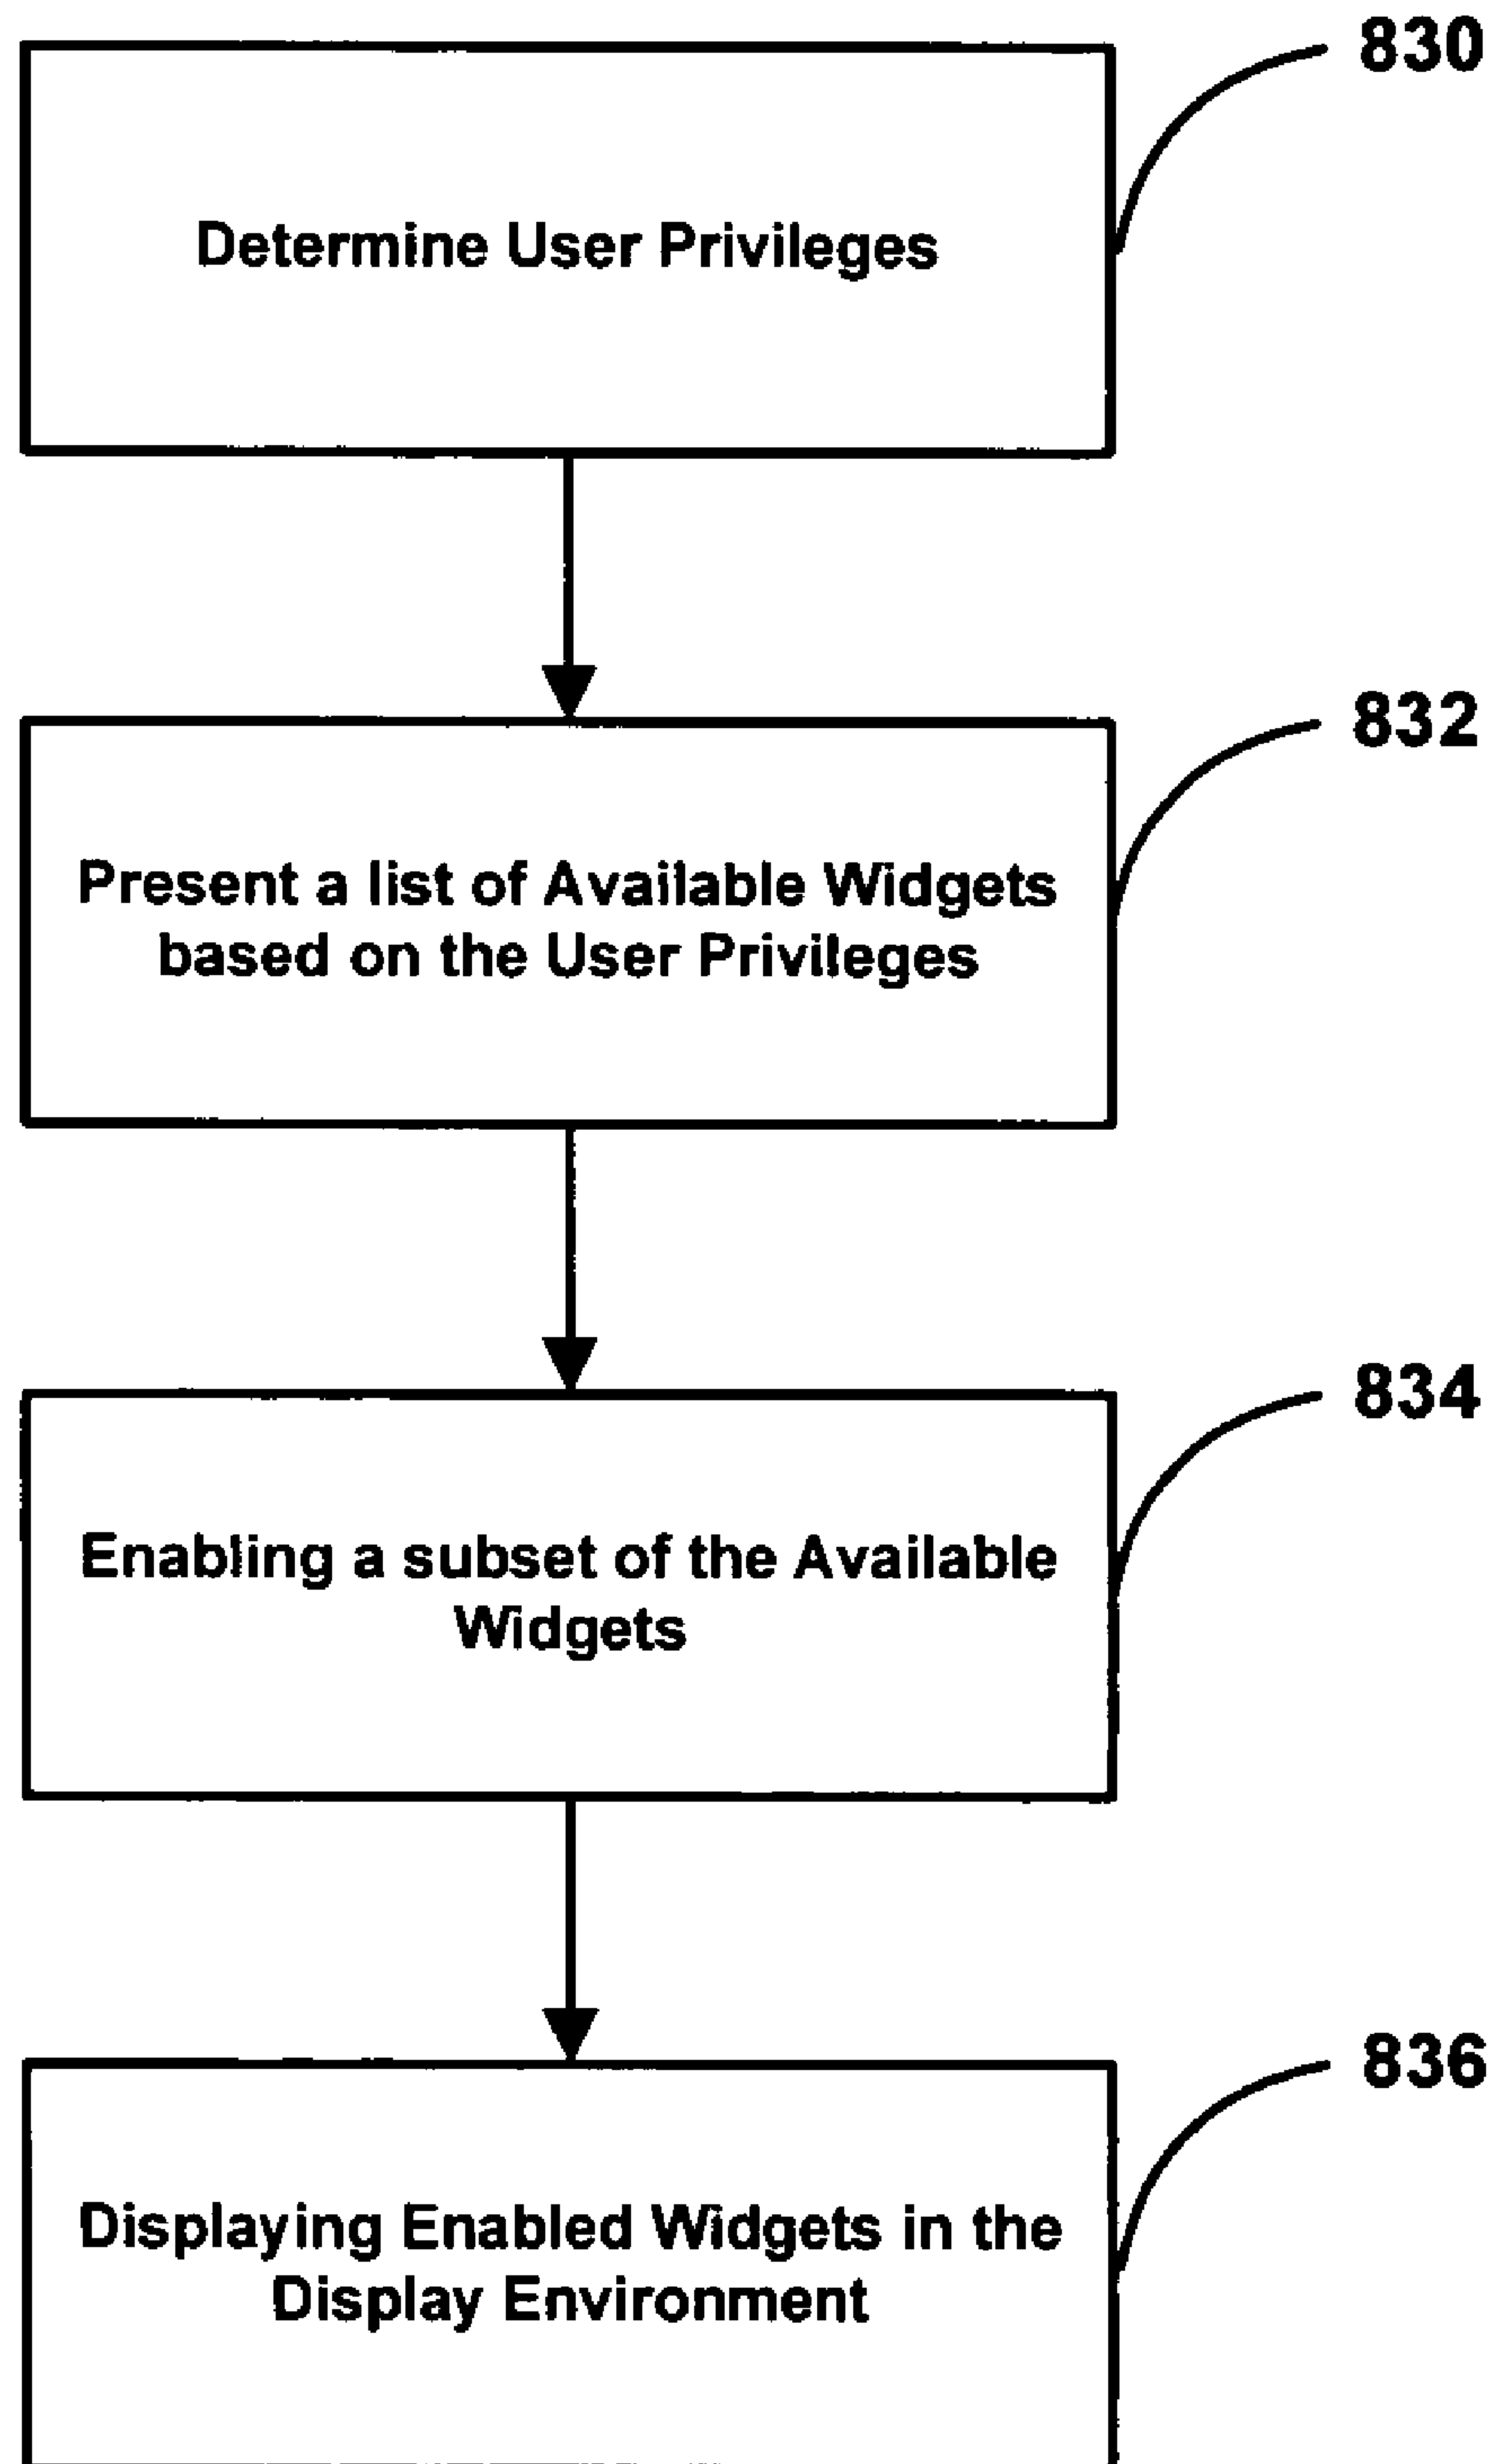 830
Determine User Privileges
832
Present a list of Available Widgets
based on the User Privileges
834
Enabling a subset of the Available
Widgets
836
Displaying Enabled Widgets in the
Display Environment